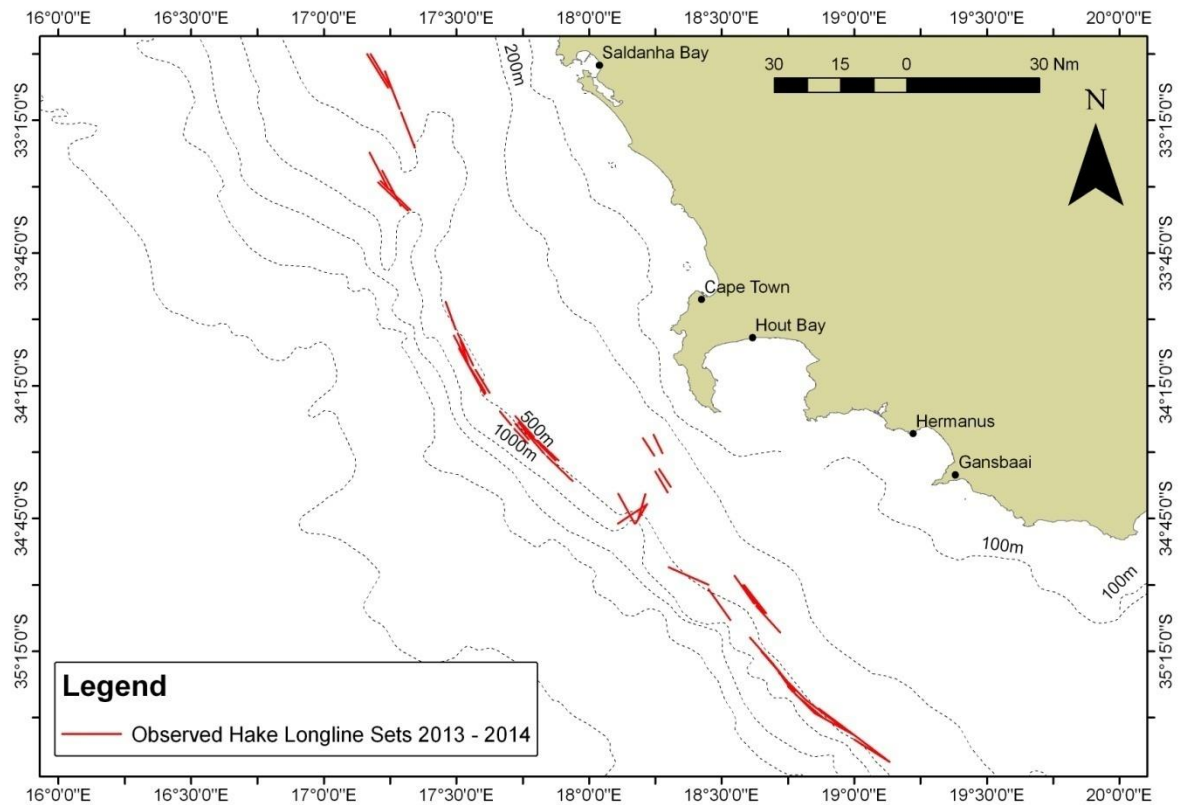 16°0'0"E 16°30'0"E 17°0'0"E 17°30'0"E 18°0'0"E 18°30'0"E 19°0'0"E 19°30'0"E 20°0'0"E
200m
Saldanha Bay
30 15 0 30 Nm
N
33°15'0"S 33°15'0"S
33°45'0"S 33°45'0"S
Cape Town
Hout Bay
34°15'0"S 34°15'0"S
500m
1000m
Hermanus
Gansbaai
34°45'0"S 34°45'0"S
100m
100m
35°15'0"S 35°15'0"S
Legend
Observed Hake Longline Sets 2013 - 2014
16°0'0"E 16°30'0"E 17°0'0"E 17°30'0"E 18°0'0"E 18°30'0"E 19°0'0"E 19°30'0"E 20°0'0"E